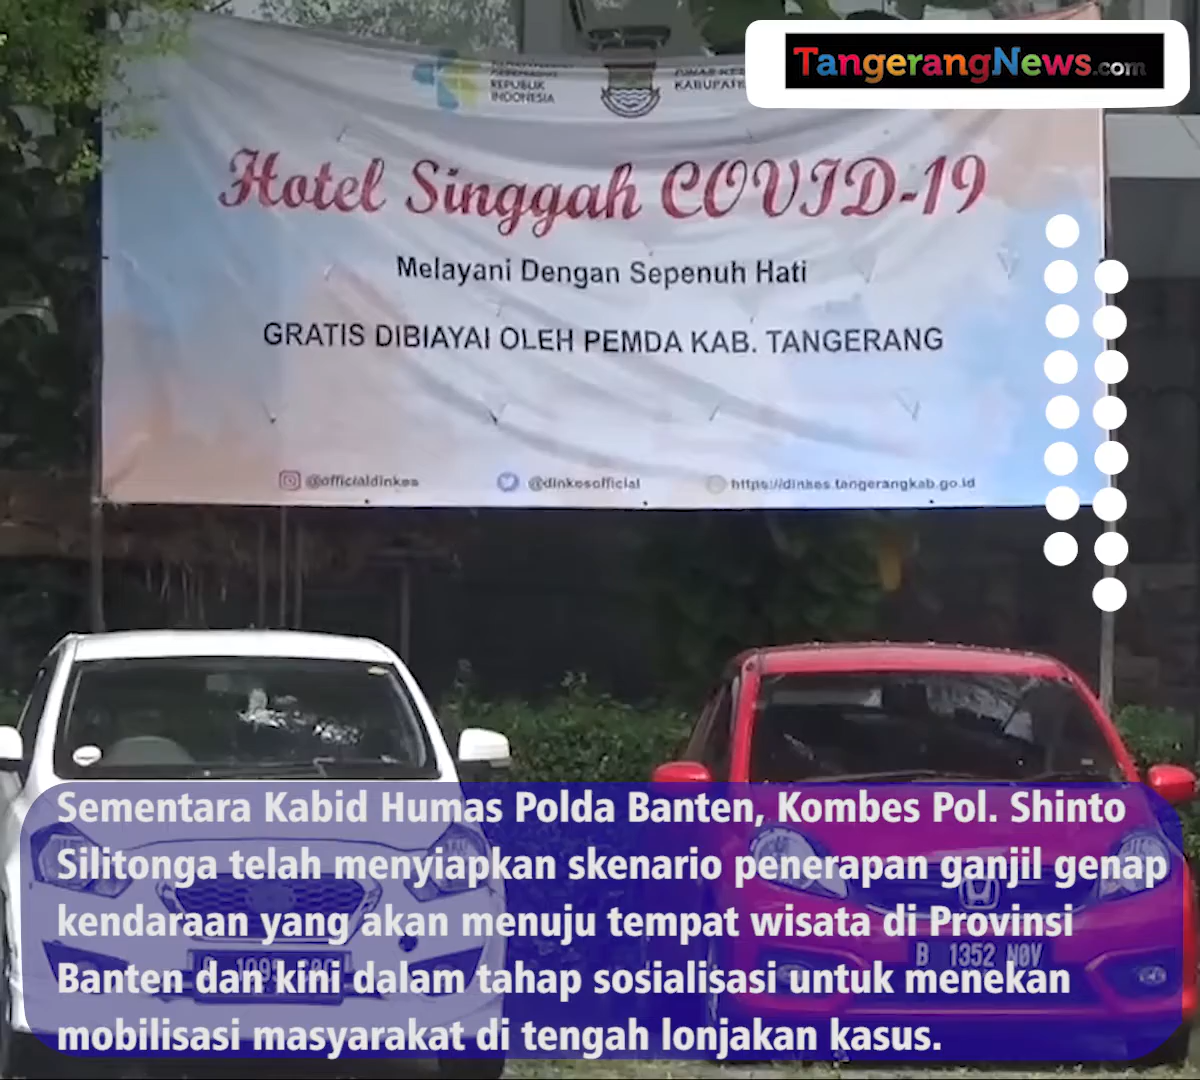 TangerangNews.com
REPUBLIK
INDONESIA
Hotel Singgah COVID-19
Melayani Dengan Sepenuh Hati
GRATIS DIBIAYAI OLEH PEMDA KAB. TANGERANG
@officialdinkes @dinkesofficial https://dinkes.tangerangkab.go.id
Sementara Kabid Humas Polda Banten, Kombes Pol. Shinto
Silitonga telah menyiapkan skenario penerapan ganjil genap
kendaraan yang akan menuju tempat wisata di Provinsi
B 1352 NOV
Banten dan kini dalam tahap sosialisasi untuk menekan
mobilisasi masyarakat di tengah lonjakan kasus.